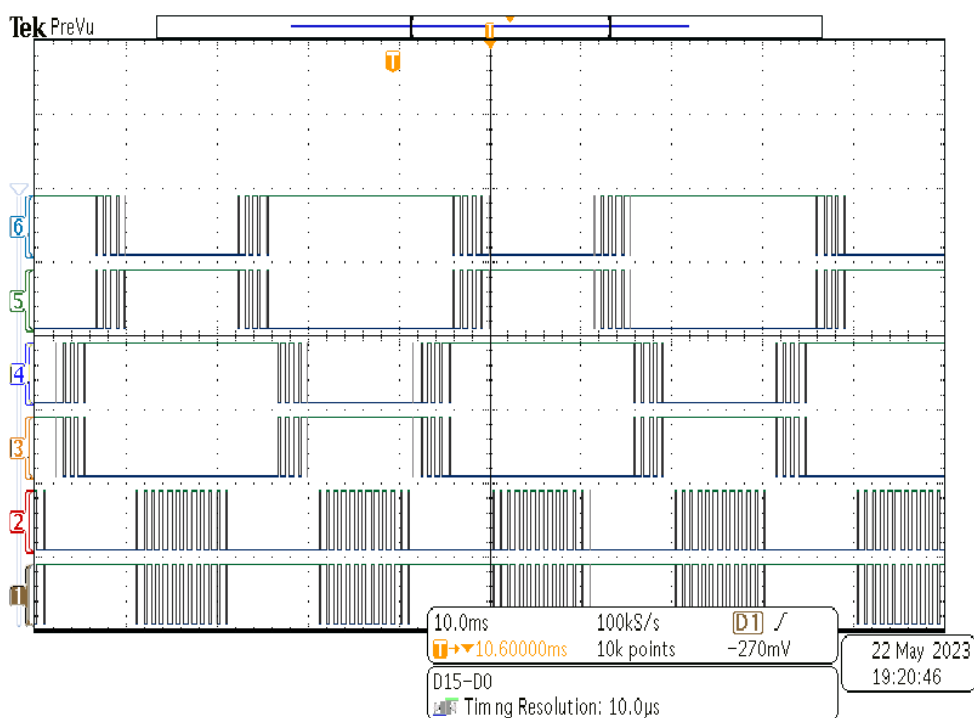 Tek PreVu
T
T
6
5
4
3
2
1
10.0ms 100kS/s D1
T→▼10.60000ms 10k points −270mV
22 May 2023
19:20:46
D15-D0
Timing Resolution: 10.0µs